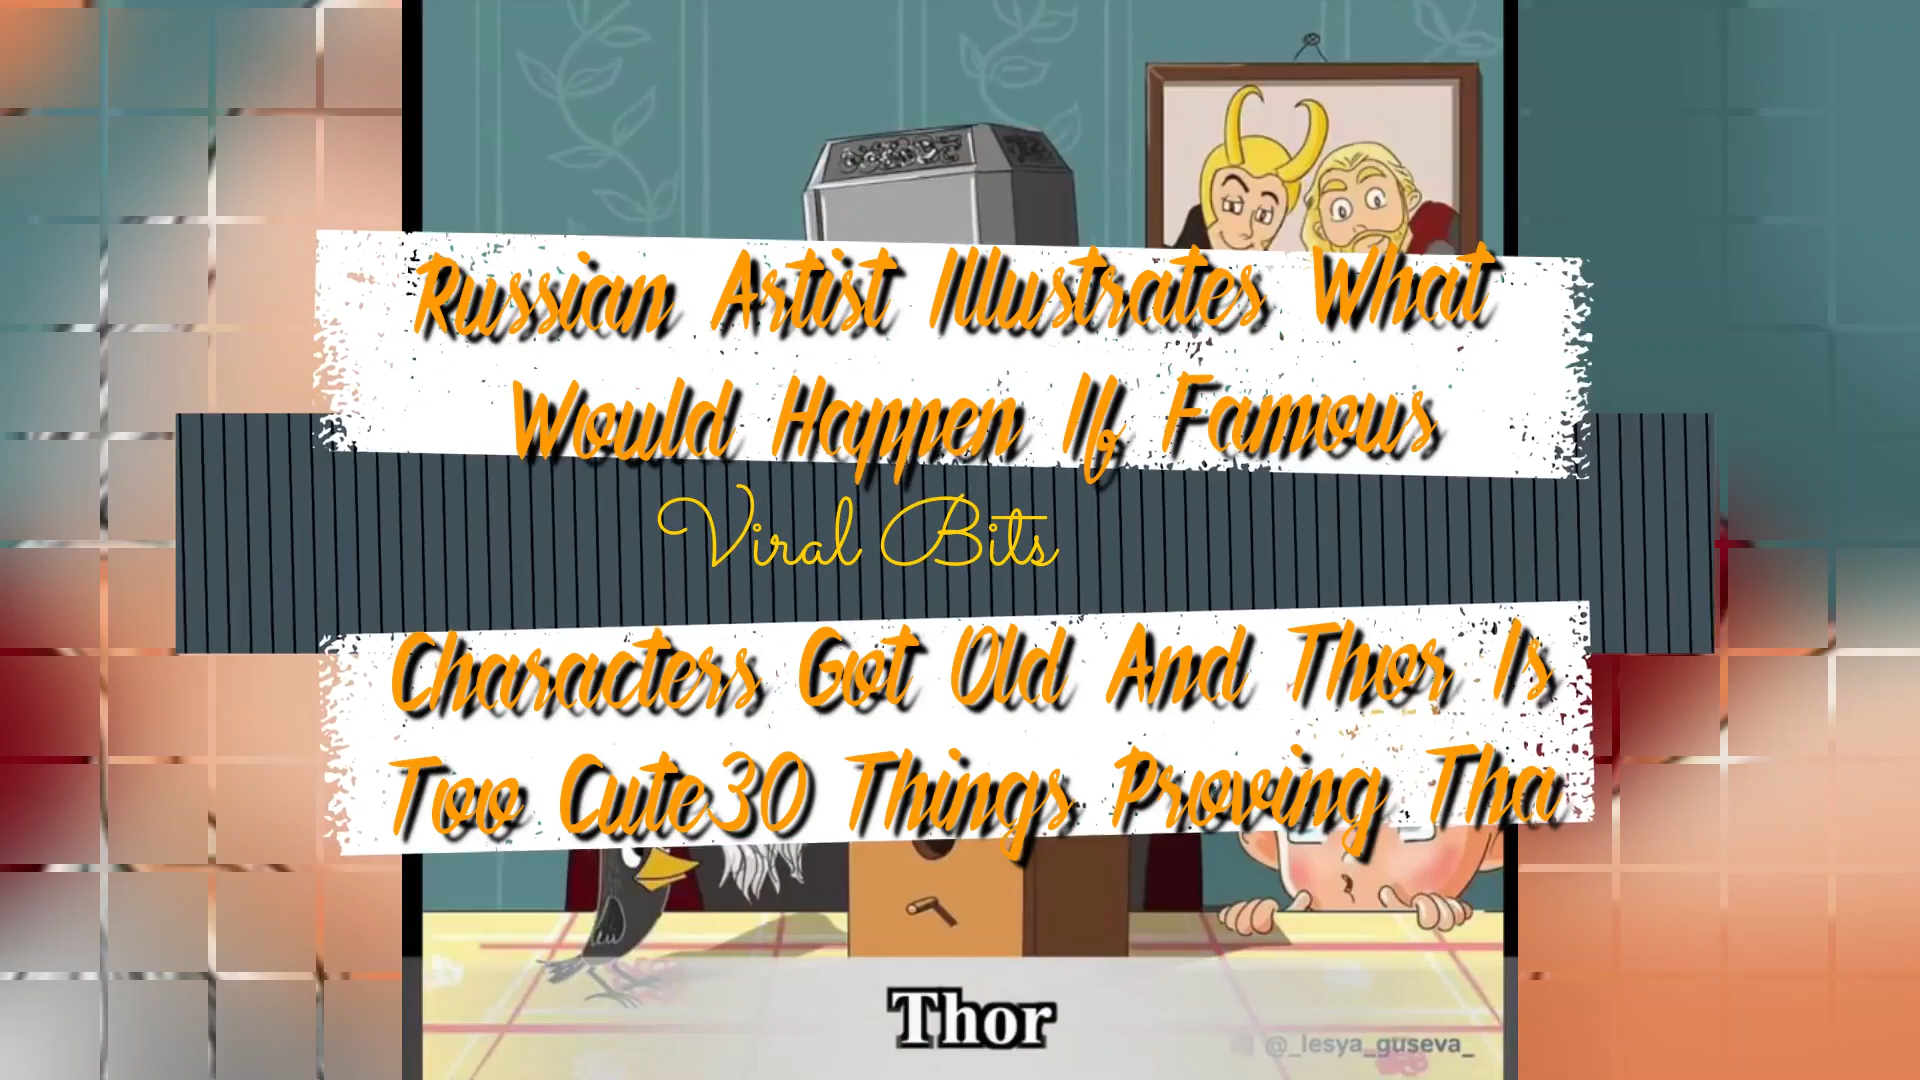 Russian Artist Illustrates What
Would Happen If Famous
Viral Bits
Characters Got Old And Thor Is
Too Cute30 Things Proving Tha
Thor
@_lesya_guseva_